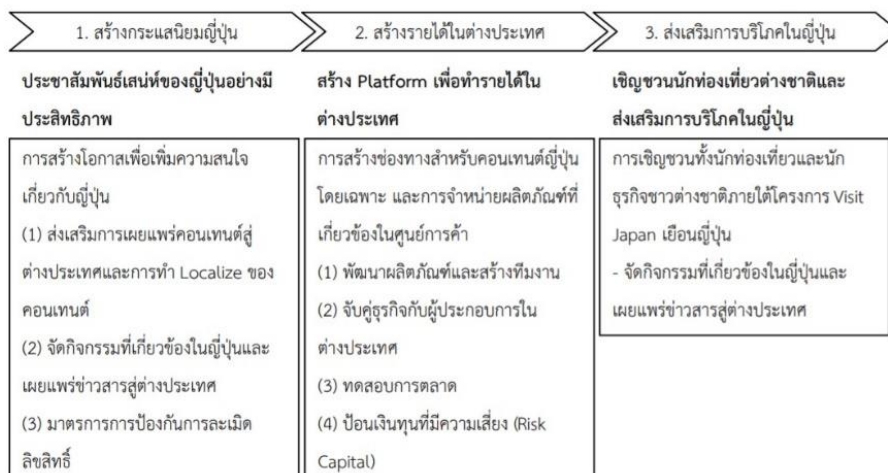 1. สร้างกระแสนิยมญี่ปุ่น
2. สร้างรายได้ในต่างประเทศ
3. ส่งเสริมการบริโภคในญี่ปุ่น
ประชาสัมพันธ์เสน่ห์ของญี่ปุ่นอย่างมี
ประสิทธิภาพ
การสร้างโอกาสเพื่อเพิ่มความสนใจ
เกี่ยวกับญี่ปุ่น
(1) ส่งเสริมการเผยแพร่คอนเทนต์สู่
ต่างประเทศและการทำ Localize ของ
คอนเทนต์
(2) จัดกิจกรรมที่เกี่ยวข้องในญี่ปุ่นและ
เผยแพร่ข่าวสารสู่ต่างประเทศ
(3) มาตรการการป้องกันการละเมิด
ลิขสิทธิ์
สร้าง Platform เพื่อทำรายได้ใน
ต่างประเทศ
การสร้างช่องทางสำหรับคอนเทนต์ญี่ปุ่น
โดยเฉพาะ และการจำหน่ายผลิตภัณฑ์ที่
เกี่ยวข้องในศูนย์การค้า
(1) พัฒนาผลิตภัณฑ์และสร้างทีมงาน
(2) จับคู่ธุรกิจกับผู้ประกอบการใน
ต่างประเทศ
(3) ทดสอบการตลาด
(4) ป้อนเงินทุนที่มีความเสี่ยง (Risk
Capital)
เชิญชวนนักท่องเที่ยวต่างชาติและ
ส่งเสริมการบริโภคในญี่ปุ่น
การเชิญชวนทั้งนักท่องเที่ยวและนัก
ธุรกิจชาวต่างชาติภายใต้โครงการ Visit
Japan เยือนญี่ปุ่น
- จัดกิจกรรมที่เกี่ยวข้องในญี่ปุ่นและ
เผยแพร่ข่าวสารสู่ต่างประเทศ